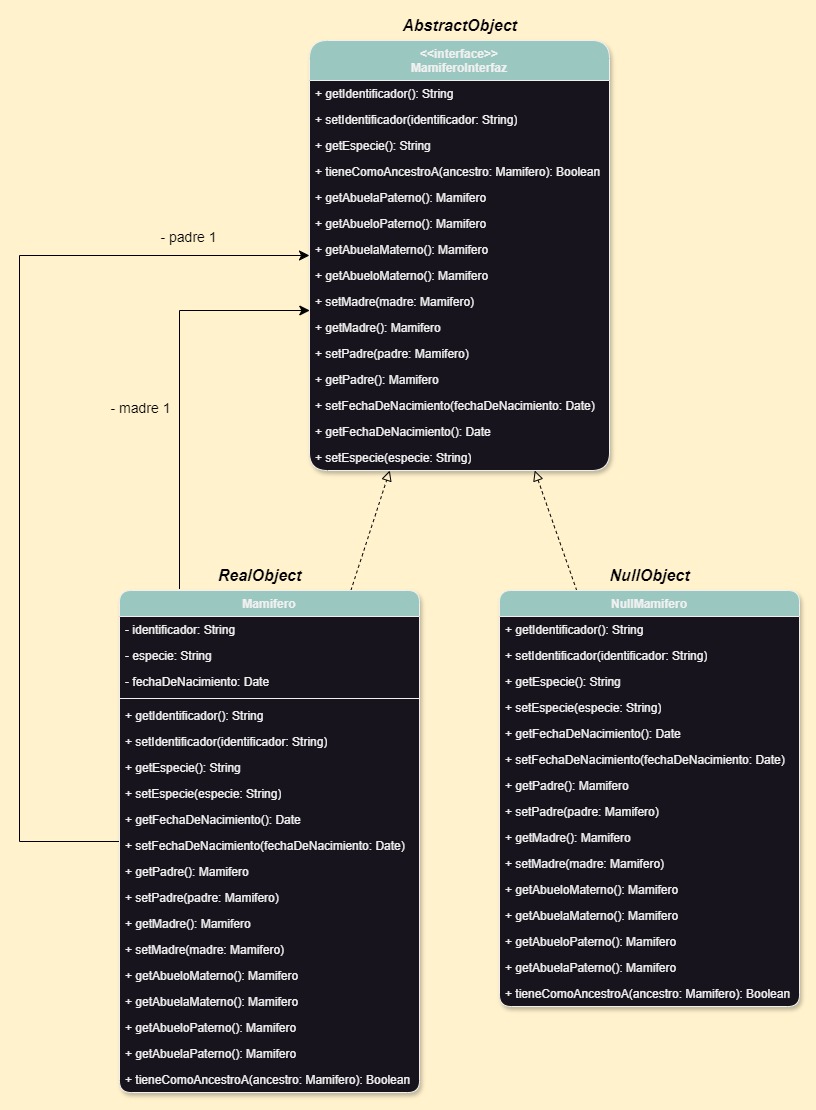 AbstractObject
<<interface>>
MamiferoInterfaz
+ getIdentificador(): String
+ setIdentificador(identificador: String)
+ getEspecie(): String
+ tieneComoAncestroA(ancestro: Mamifero): Boolean
+ getAbuelaPaterno(): Mamifero
+ getAbueloPaterno(): Mamifero
+ getAbuelaMaterno(): Mamifero
+ getAbueloMaterno(): Mamifero
+ setMadre(madre: Mamifero)
+ getMadre(): Mamifero
+ setPadre(padre: Mamifero)
+ getPadre(): Mamifero
+ setFechaDeNacimiento(fechaDeNacimiento: Date)
+ getFechaDeNacimiento(): Date
+ setEspecie(especie: String)
- padre 1
- madre 1
RealObject
Mamifero
- identificador: String
- especie: String
- fechaDeNacimiento: Date
+ getIdentificador(): String
+ setIdentificador(identificador: String)
+ getEspecie(): String
+ setEspecie(especie: String)
+ getFechaDeNacimiento(): Date
+ setFechaDeNacimiento(fechaDeNacimiento: Date)
+ getPadre(): Mamifero
+ setPadre(padre: Mamifero)
+ getMadre(): Mamifero
+ setMadre(madre: Mamifero)
+ getAbueloMaterno(): Mamifero
+ getAbuelaMaterno(): Mamifero
+ getAbueloPaterno(): Mamifero
+ getAbuelaPaterno(): Mamifero
+ tieneComoAncestroA(ancestro: Mamifero): Boolean
NullObject
NullMamifero
+ getIdentificador(): String
+ setIdentificador(identificador: String)
+ getEspecie(): String
+ setEspecie(especie: String)
+ getFechaDeNacimiento(): Date
+ setFechaDeNacimiento(fechaDeNacimiento: Date)
+ getPadre(): Mamifero
+ setPadre(padre: Mamifero)
+ getMadre(): Mamifero
+ setMadre(madre: Mamifero)
+ getAbueloMaterno(): Mamifero
+ getAbuelaMaterno(): Mamifero
+ getAbueloPaterno(): Mamifero
+ getAbuelaPaterno(): Mamifero
+ tieneComoAncestroA(ancestro: Mamifero): Boolean